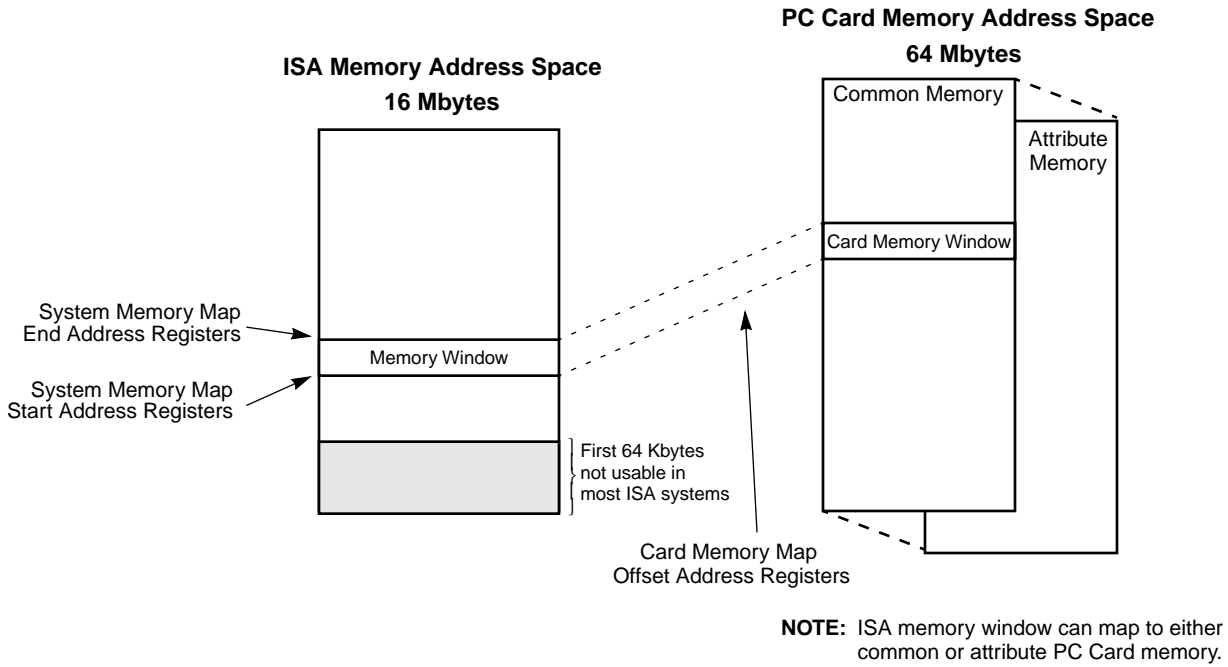 PC Card Memory Address Space
64 Mbytes
ISA Memory Address Space
16 Mbytes
Common Memory
Attribute
Memory
Card Memory Window
System Memory Map
End Address Registers
Memory Window
System Memory Map
Start Address Registers
First 64 Kbytes
not usable in
most ISA systems
Card Memory Map
Offset Address Registers
NOTE: ISA memory window can map to either
common or attribute PC Card memory.